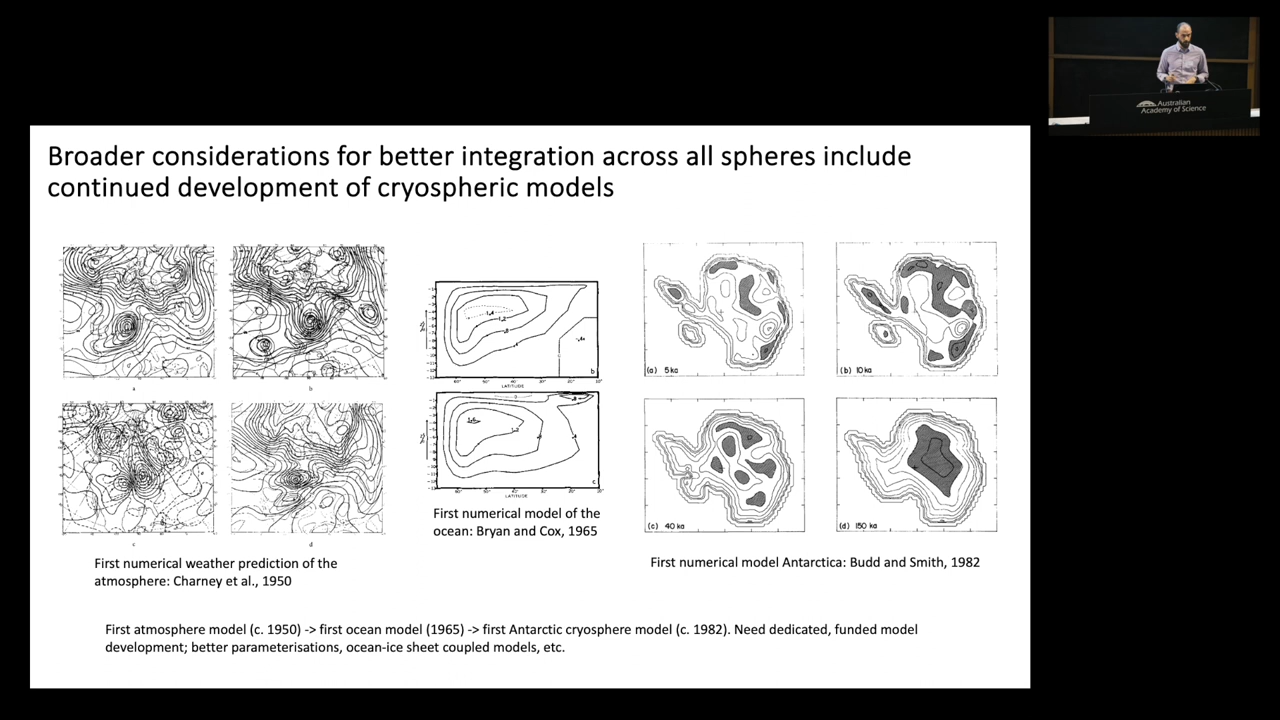 Australian
Academy of Science
Broader considerations for better integration across all spheres include
continued development of cryospheric models
a
b
c
d
b
LATITUDE
c
LATITUDE
(a) 5ka
(b) 10ka
(c) 40 ka
(d) 150 ka
First numerical weather prediction of the
atmosphere: Charney et al., 1950
First numerical model of the
ocean: Bryan and Cox, 1965
First numerical model Antarctica: Budd and Smith, 1982
First atmosphere model (c. 1950) -> first ocean model (1965) -> first Antarctic cryosphere model (c. 1982). Need dedicated, funded model
development; better parameterisations, ocean-ice sheet coupled models, etc.